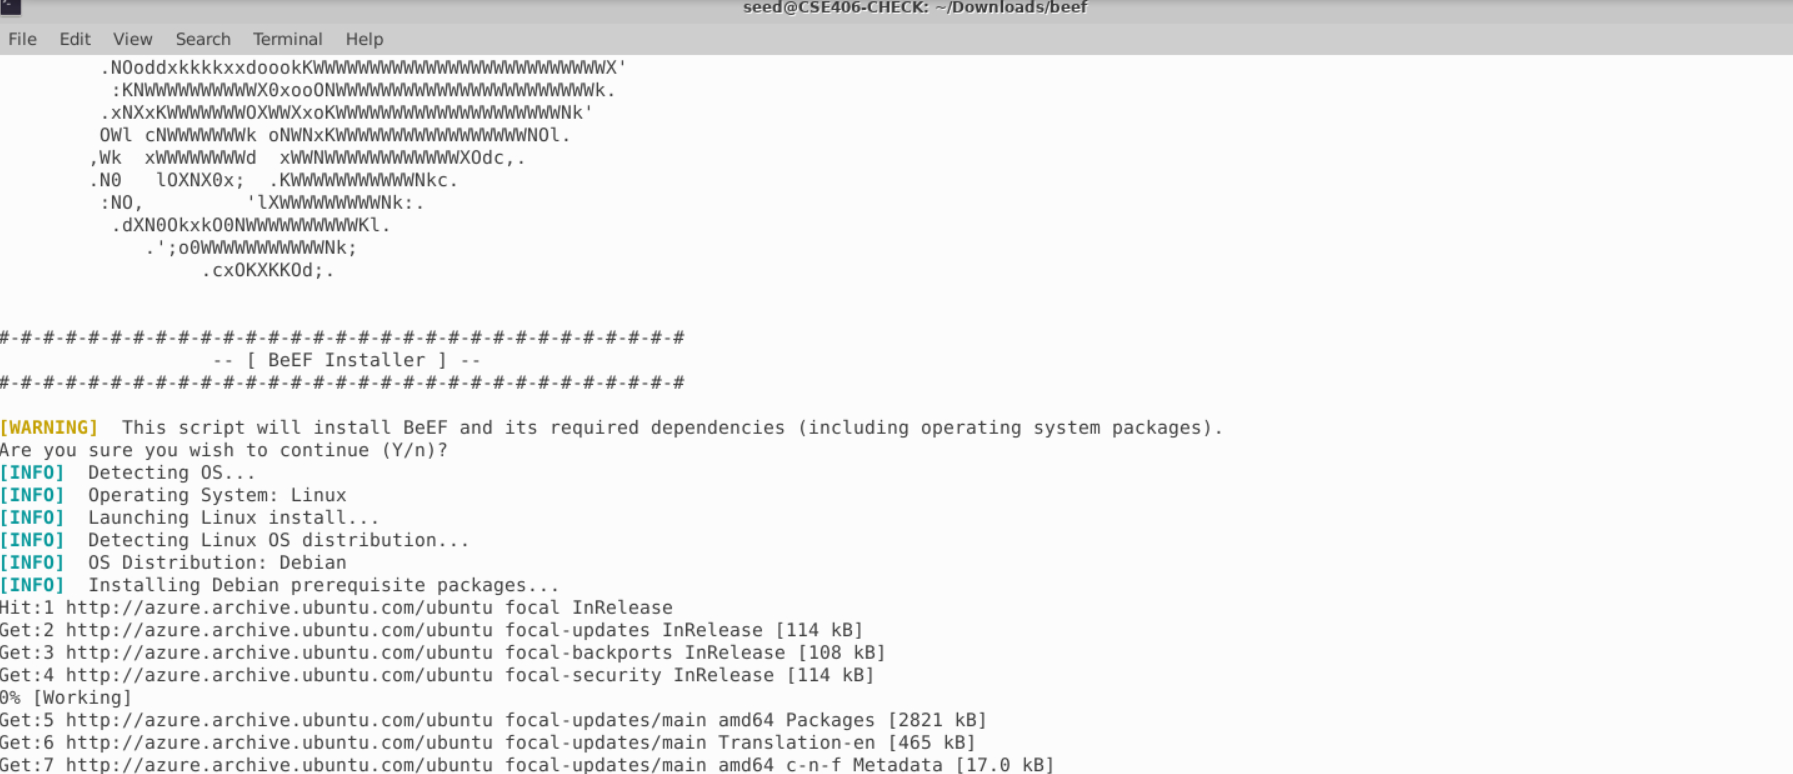 seed@CSE406-CHECK: ~/Downloads/beef
File Edit View Search Terminal Help
.NOoddxkkkkxxdoookKWWWWWWWWWWWWWWWWWWWWWWWWWWX'
:KNWWWWWWWWWWX0xooONWWWWWWWWWWWWWWWWWWWWWWWk.
.xNXxKWWWWWWWOXWWXxoKWWWWWWWWWWWWWWWWWWWWNk'
OWl cNWWWWWWWk oNWNxKWWWWWWWWWWWWWWWWWNOl.
,Wk  xWWWWWWWWd  xWWNWWWWWWWWWWWWXOdc,.
.N0   lOXNX0x;  .KWWWWWWWWWWWNkc.
:NO,         'lXWWWWWWWWWNk:.
.dXN0OkxkO0NWWWWWWWWWWKl.
.';o0WWWWWWWWWWWNk;
.cxOKXKKOd;.
#-#-#-#-#-#-#-#-#-#-#-#-#-#-#-#-#-#-#-#-#-#-#-#-#-#-#-#-#-#-#
-- [ BeEF Installer ] --
#-#-#-#-#-#-#-#-#-#-#-#-#-#-#-#-#-#-#-#-#-#-#-#-#-#-#-#-#-#-#
[WARNING]  This script will install BeEF and its required dependencies (including operating system packages).
Are you sure you wish to continue (Y/n)?
[INFO]  Detecting OS...
[INFO]  Operating System: Linux
[INFO]  Launching Linux install...
[INFO]  Detecting Linux OS distribution...
[INFO]  OS Distribution: Debian
[INFO]  Installing Debian prerequisite packages...
Hit:1 http://azure.archive.ubuntu.com/ubuntu focal InRelease
Get:2 http://azure.archive.ubuntu.com/ubuntu focal-updates InRelease [114 kB]
Get:3 http://azure.archive.ubuntu.com/ubuntu focal-backports InRelease [108 kB]
Get:4 http://azure.archive.ubuntu.com/ubuntu focal-security InRelease [114 kB]
0% [Working]
Get:5 http://azure.archive.ubuntu.com/ubuntu focal-updates/main amd64 Packages [2821 kB]
Get:6 http://azure.archive.ubuntu.com/ubuntu focal-updates/main Translation-en [465 kB]
Get:7 http://azure.archive.ubuntu.com/ubuntu focal-updates/main amd64 c-n-f Metadata [17.0 kB]